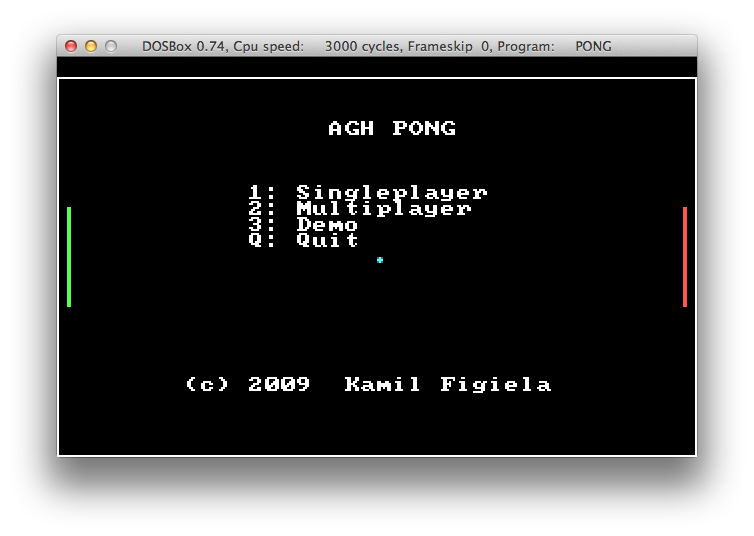 DOSBox 0.74, Cpu speed: 3000 cycles, Frameskip 0, Program: PONG
AGH PONG
1: Singleplayer
2: Multiplayer
3: Demo
Q: Quit
(c) 2009 Kamil Figiela